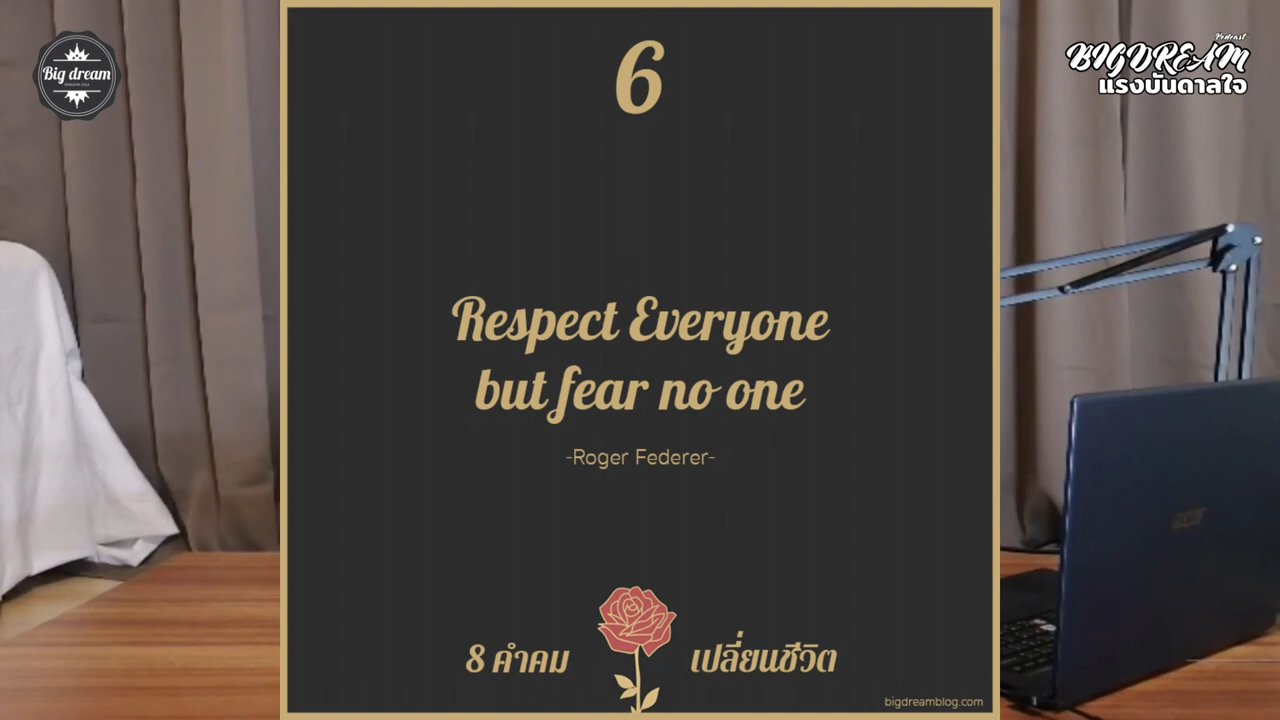 Big dream
Podcast
BIGDREAM
แรงบันดาลใจ
6
Respect Everyone
but fear no one
-Roger Federer-
8 คำคม เปลี่ยนชีวิต
bigdreamblog.com